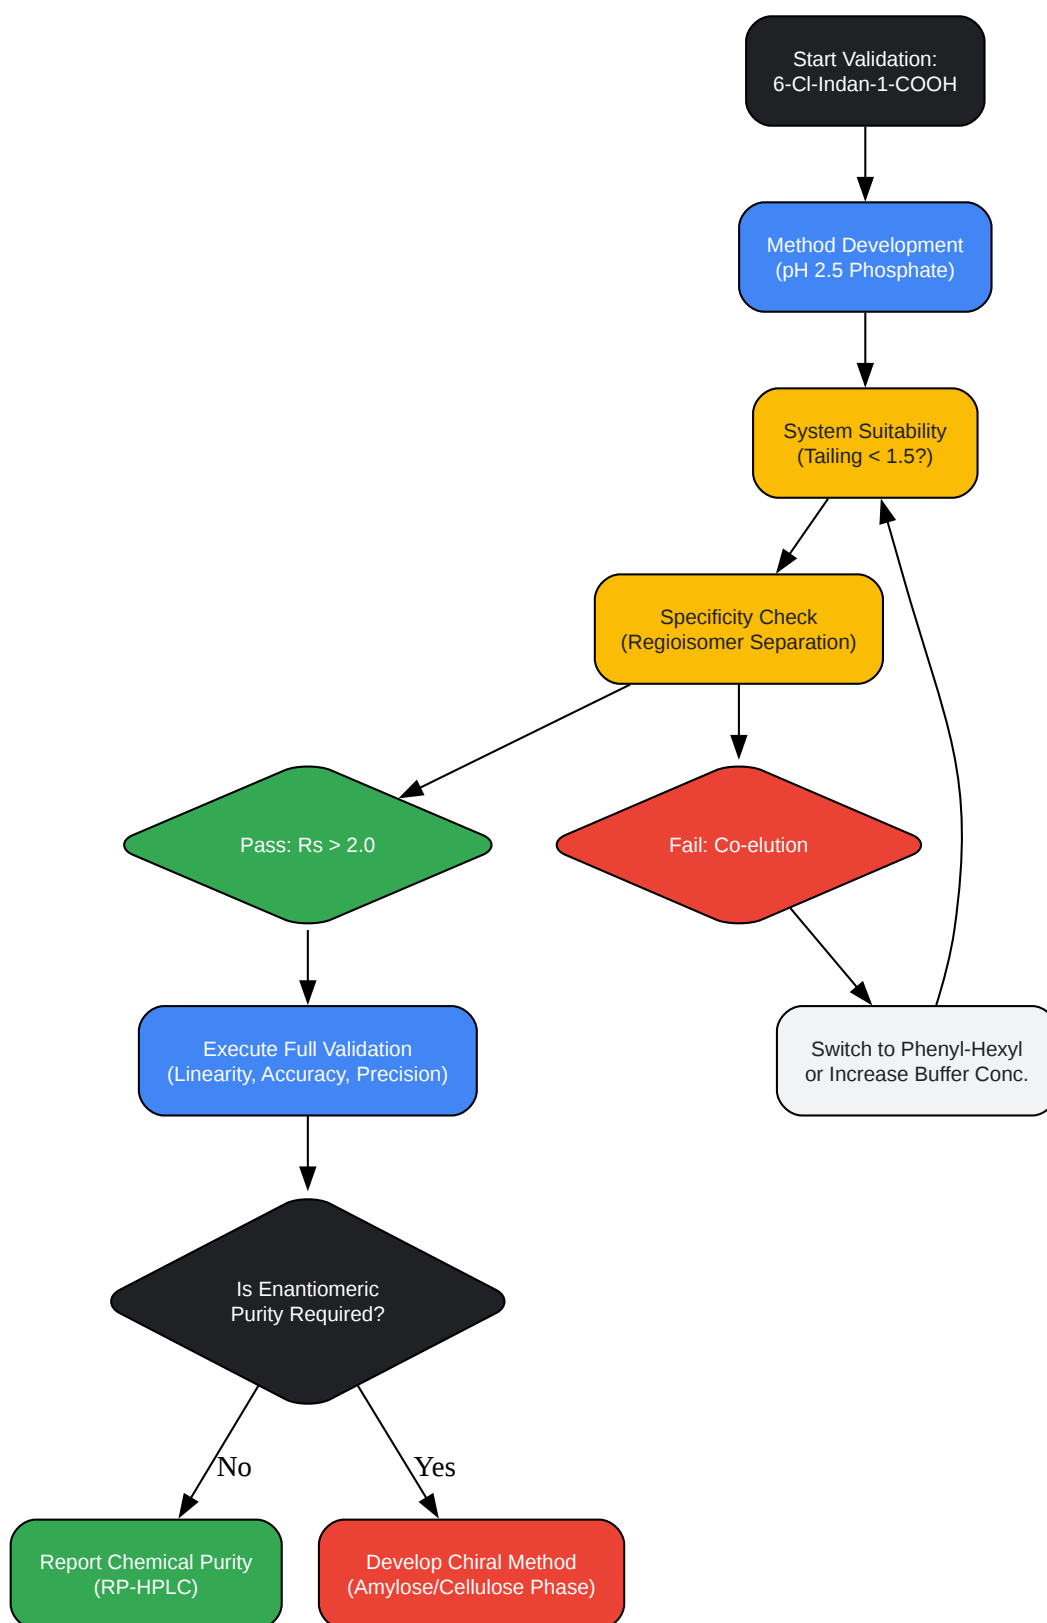 Start Validation:
6-Cl-Indan-1-COOH
Method Development
(pH 2.5 Phosphate)
System Suitability
(Tailing < 1.5?)
Specificity Check
(Regioisomer Separation)
Pass: Rs > 2.0
Fail: Co-elution
Execute Full Validation
(Linearity, Accuracy, Precision)
Switch to Phenyl-Hexyl
or Increase Buffer Conc.
Is Enantiomeric
Purity Required?
No
Yes
Report Chemical Purity
(RP-HPLC)
Develop Chiral Method
(Amylose/Cellulose Phase)